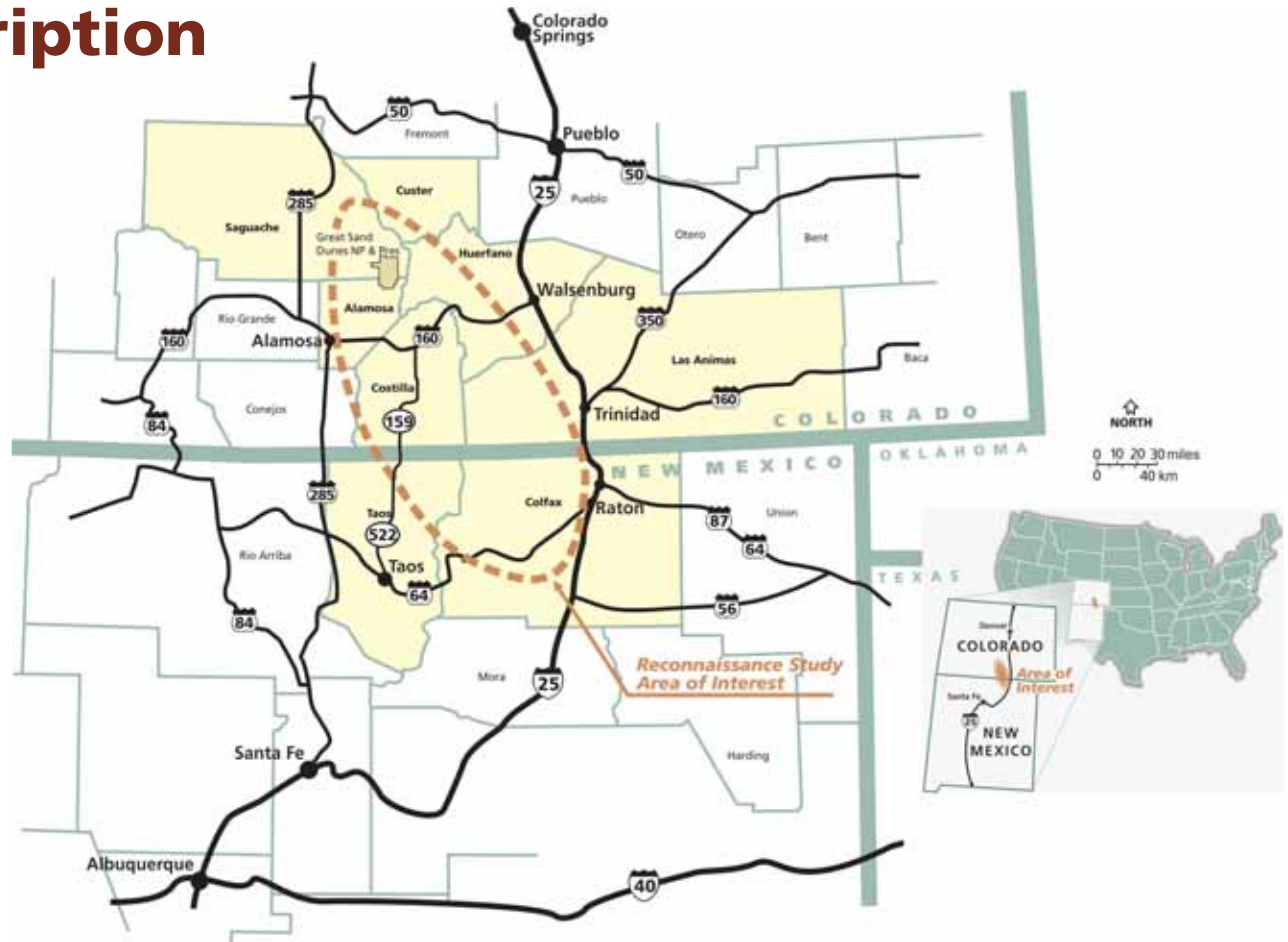 ription
Colorado
Springs
50
Fremont
Pueblo
25
50
Custer
285
Pueblo
Saguache
Great Sand
Dunes NP & Pres
Huerfano
Otero
Bent
Walsenburg
Alamosa
Rio Grande
350
160
Alamosa
160
Las Animas
Baca
Costilla
160
Conejos
159
Trinidad
84
COLORADO
NORTH
NEW MEXICO
OKLAHOMA
0 10 20 30 miles
0 40 km
285
Colfax
Raton
Taos
87
Union
522
64
Rio Arriba
Taos
TEXAS
64
56
84
Denver
COLORADO
Reconnaissance Study
Area of Interest
Mora
25
Area of
Interest
Santa Fe
25
NEW
MEXICO
Santa Fe
Harding
Albuquerque
40